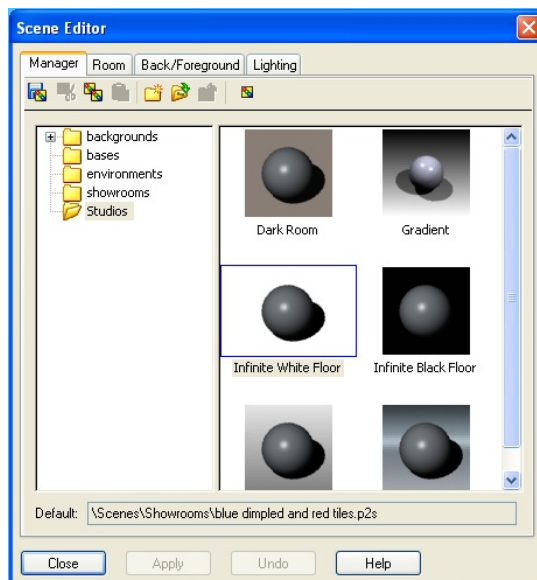 Scene Editor
Manager Room Back/Foreground Lighting
backgrounds
bases
environments
showrooms
Studios
Dark Room Gradient
Infinite White Floor Infinite Black Floor
Default: \Scenes\Showrooms\blue dimpled and red tiles.p2s
Close Apply Undo Help